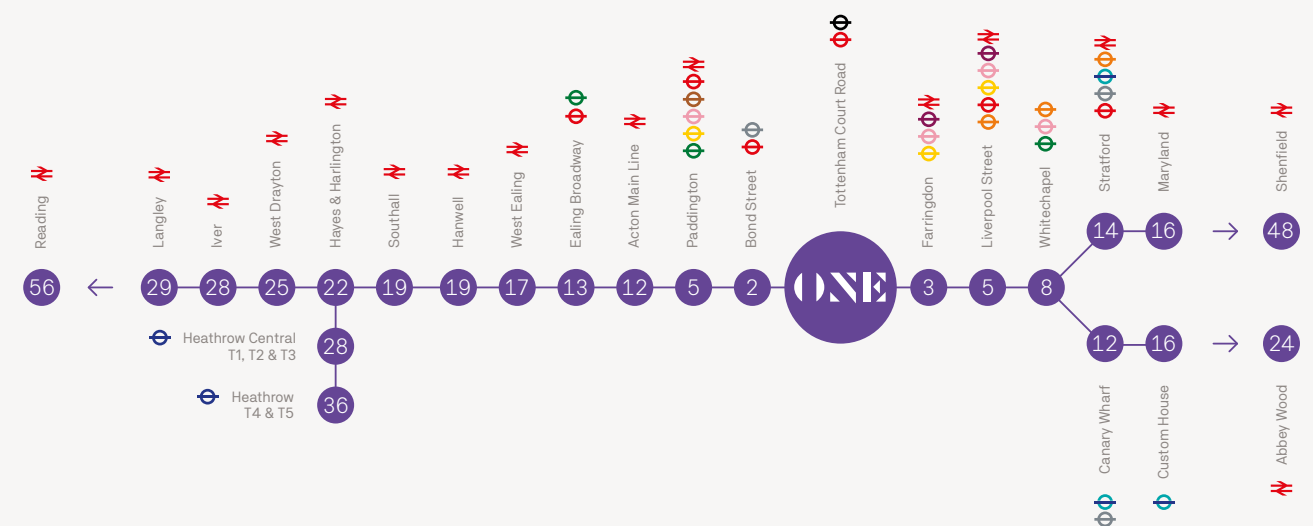 Reading
Langley
Iver
West Drayton
Hayes & Harlington
Southall
Hanwell
West Ealing
Ealing Broadway
Acton Main Line
Paddington
Bond Street
Tottenham Court Road
Farringdon
Liverpool Street
Whitechapel
Stratford
Maryland
Shenfield
14
16
48
56
29
28
25
22
19
19
17
13
12
5
2
ONE
3
5
8
12
16
24
Heathrow Central
T1, T2 & T3
28
Heathrow
T4 & T5
36
Canary Wharf
Custom House
Abbey Wood